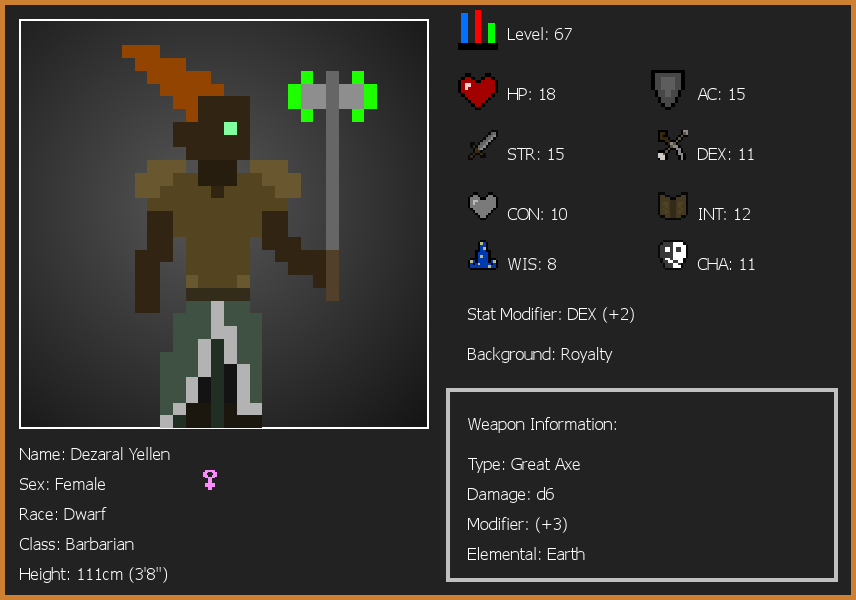 Level: 67
HP: 18
AC: 15
STR: 15
DEX: 11
CON: 10
INT: 12
WIS: 8
CHA: 11
Stat Modifier: DEX (+2)
Background: Royalty
Weapon Information:
Type: Great Axe
Damage: d6
Modifier: (+3)
Elemental: Earth
Name: Dezaral Yellen
Sex: Female
Race: Dwarf
Class: Barbarian
Height: 111cm (3'8")